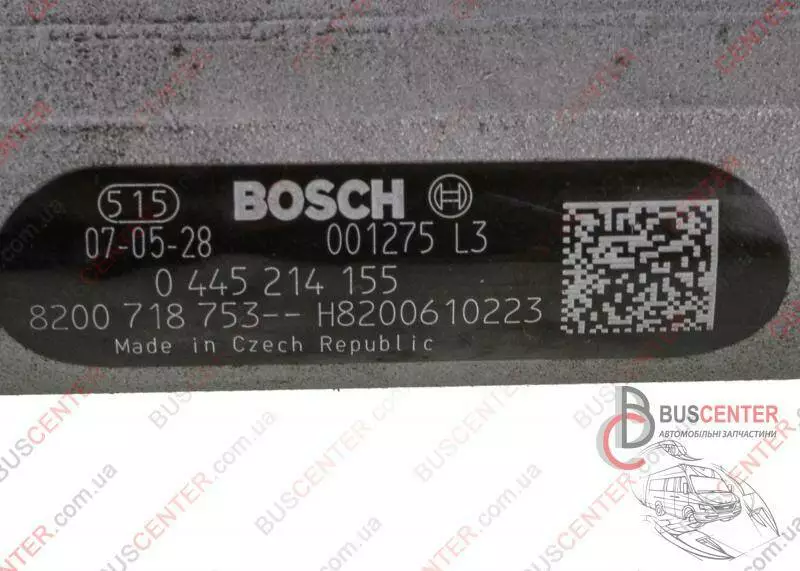 515 BOSCH
07-05-28 001275 L3
0 445 214 155
8200 718 753-- H8200610223
Made in Czech Republic
BUSCENTER
АВТОМОБІЛЬНІ ЗАПЧАСТИНИ
BUSCENTER.com.ua